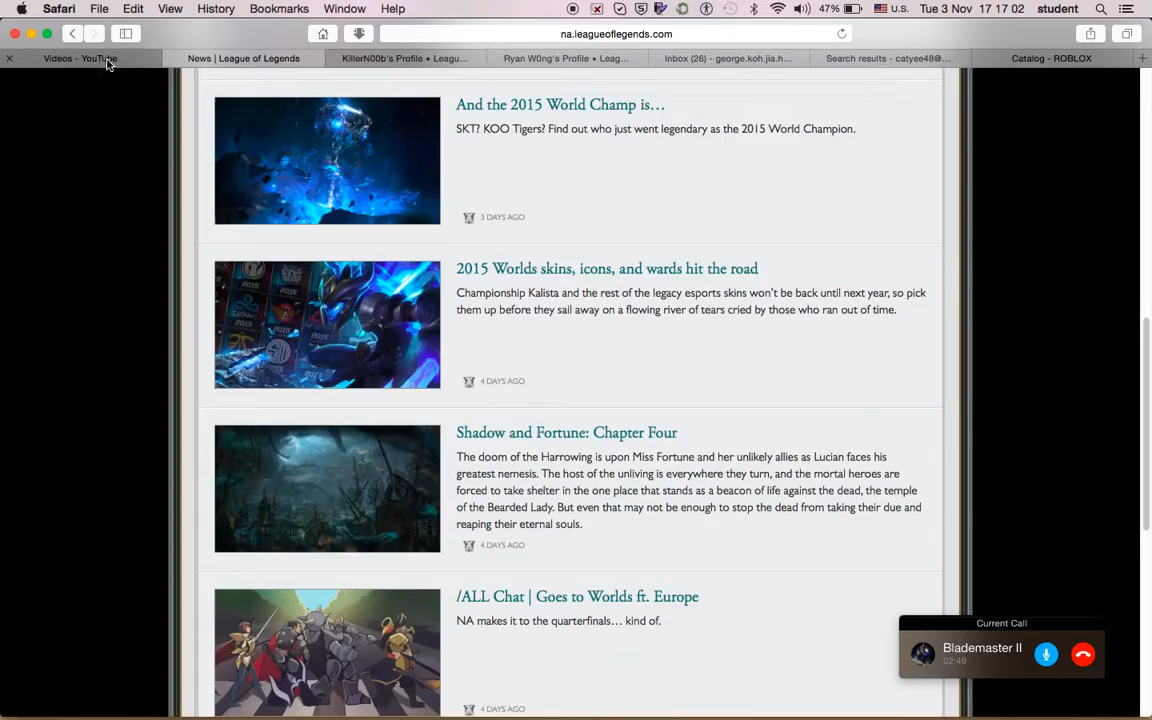 Safari File Edit View History Bookmarks Window Help 47% U.S. Tue 3 Nov 17 17 02 student
na.leagueoflegends.com
Videos - YouTube News | League of Legends KillerN00b's Profile • Leagu... Ryan W0ng's Profile • Leag... Inbox (26) - george.koh.jia.h... Search results - catyee48@... Catalog - ROBLOX
And the 2015 World Champ is...
SKT? KOO Tigers? Find out who just went legendary as the 2015 World Champion.
3 DAYS AGO
2015 Worlds skins, icons, and wards hit the road
Championship Kalista and the rest of the legacy esports skins won't be back until next year, so pick
them up before they sail away on a flowing river of tears cried by those who ran out of time.
4 DAYS AGO
Shadow and Fortune: Chapter Four
The doom of the Harrowing is upon Miss Fortune and her unlikely allies as Lucian faces his
greatest nemesis. The host of the unliving is everywhere they turn, and the mortal heroes are
forced to take shelter in the one place that stands as a beacon of life against the dead, the temple
of the Bearded Lady. But even that may not be enough to stop the dead from taking their due and
reaping their eternal souls.
4 DAYS AGO
/ALL Chat | Goes to Worlds ft. Europe
NA makes it to the quarterfinals... kind of.
4 DAYS AGO
Current Call
Blademaster II
02:49